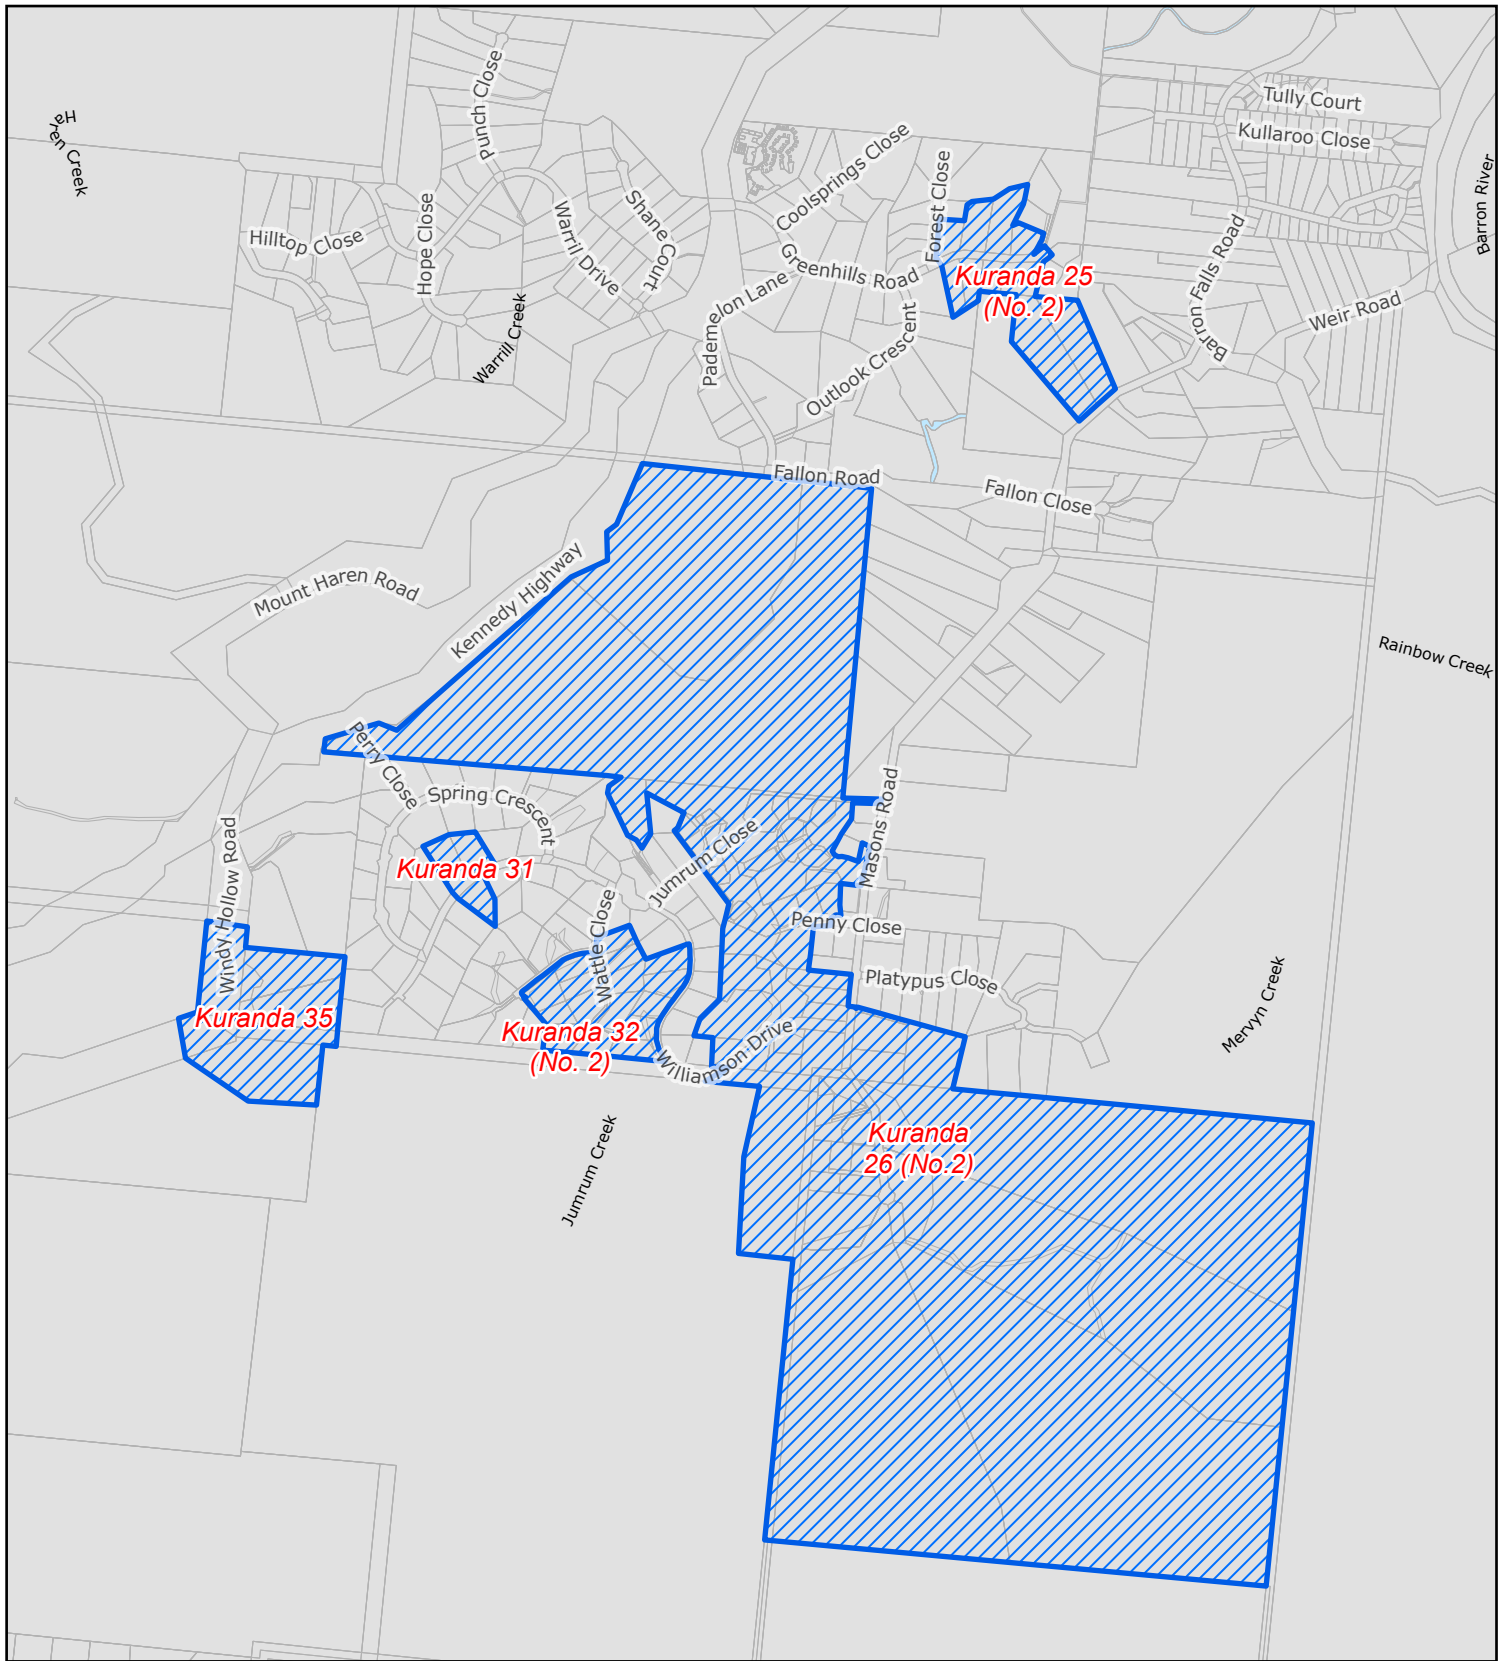 Punch Close
Tully Court
Kullaroo Close
Haren Creek
Coolsprings Close
Forest Close
Barron River
Hope Close
Shane Court
Warril Drive
Hilltop Close
Greenhills Road
Barron Falls Road
Kuranda 25
(No. 2)
Pademelon Lane
Weir Road
Warrill Creek
Outlook Crescent
Fallon Road
Fallon Close
Mount Haren Road
Kennedy Highway
Rainbow Creek
Perry Close
Spring Crescent
Masons Road
Jumrum Close
Kuranda 31
Windy Hollow Road
Wattle Close
Penny Close
Platypus Close
Kuranda 35
Kuranda 32
(No. 2)
Williamson Drive
Mervyn Creek
Kuranda
26 (No.2)
Jumrum Creek